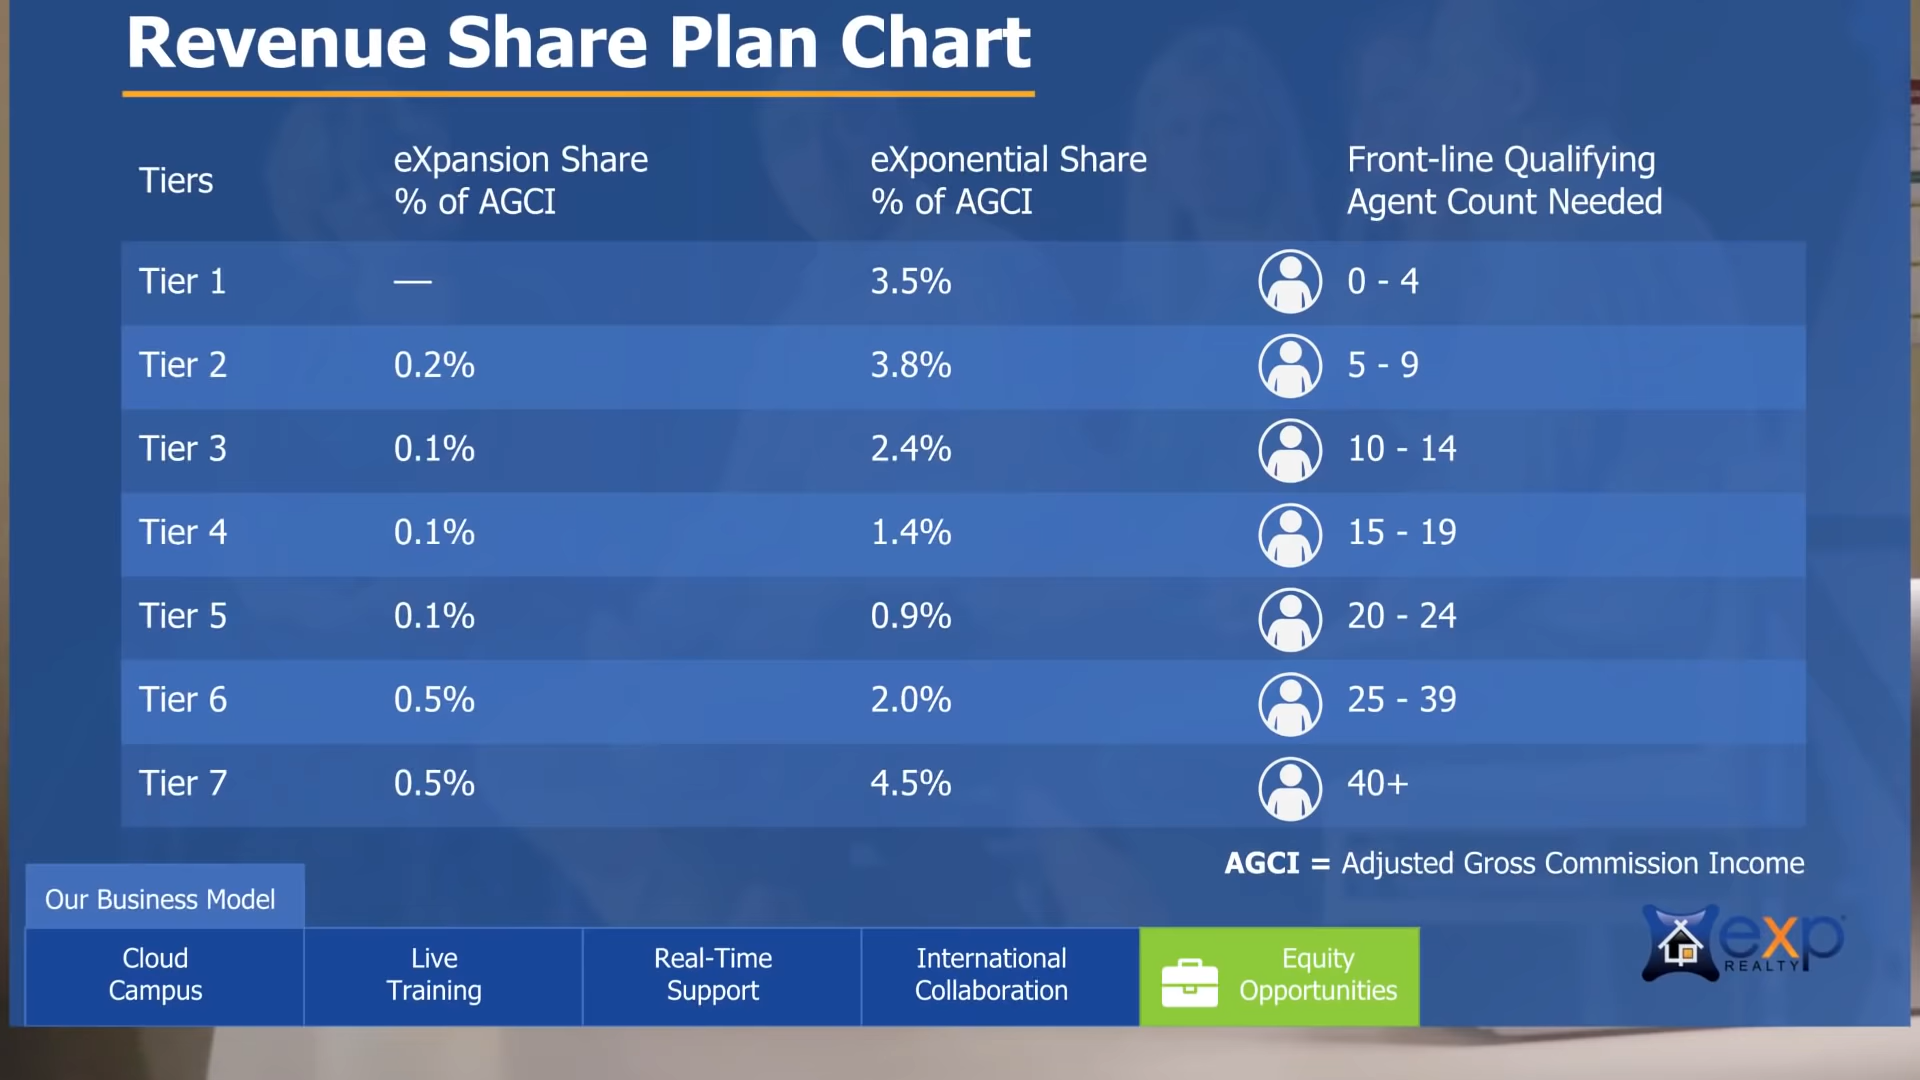 Revenue Share Plan Chart
Tiers
eXpansion Share
% of AGCI
eXponential Share
% of AGCI
Front-line Qualifying
Agent Count Needed
Tier 1 — 3.5% 0 - 4
Tier 2 0.2% 3.8% 5 - 9
Tier 3 0.1% 2.4% 10 - 14
Tier 4 0.1% 1.4% 15 - 19
Tier 5 0.1% 0.9% 20 - 24
Tier 6 0.5% 2.0% 25 - 39
Tier 7 0.5% 4.5% 40+
AGCI = Adjusted Gross Commission Income
Our Business Model
Cloud
Campus
Live
Training
Real-Time
Support
International
Collaboration
Equity
Opportunities
exp
REALTY